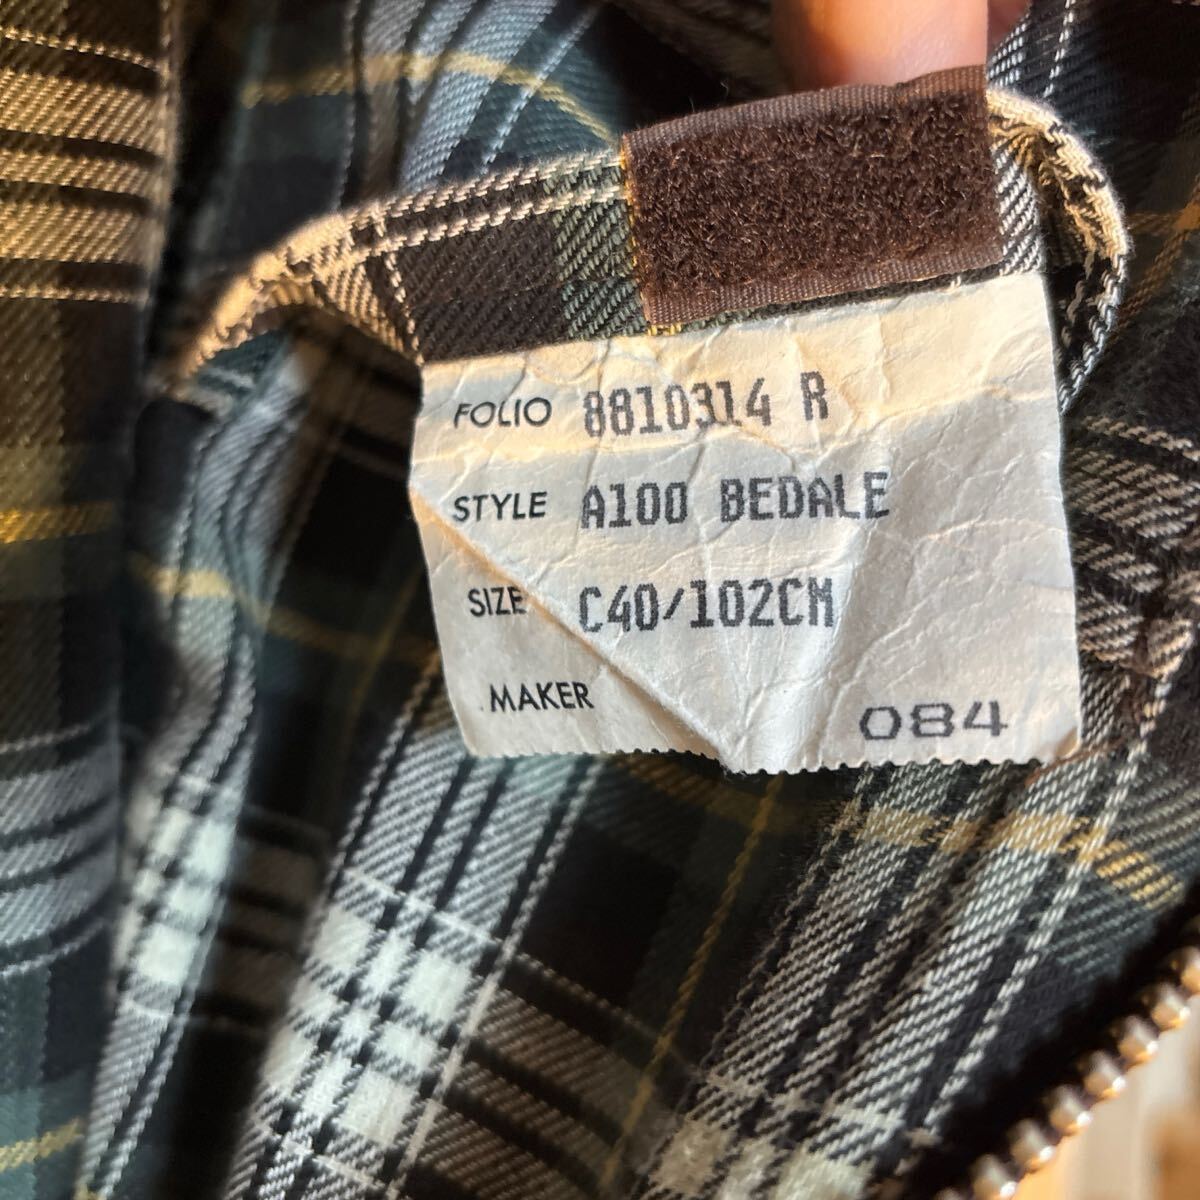 FOLIO 8810314 R
STYLE A100 BEDALE
SIZE C40/102CM
MAKER 084